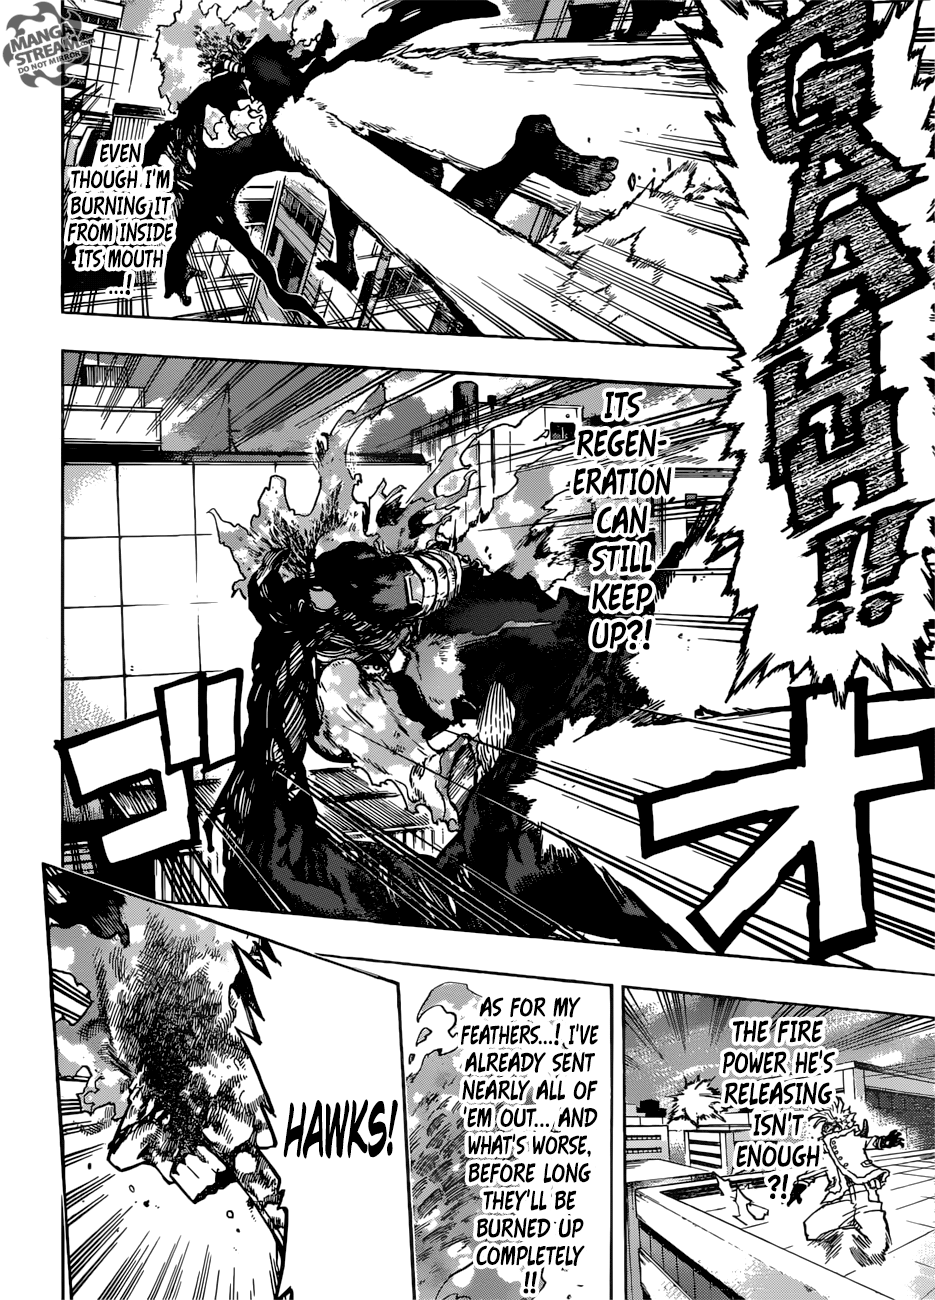 MANGA
STREAM
DO NOT MIRROR
GAAHH!!
EVEN
THOUGH I'M
BURNING IT
FROM INSIDE
ITS MOUTH
...!
ITS
REGEN-
ERATION
CAN
STILL
KEEP
UP?!
オ
ゴ
THE FIRE
POWER HE'S
RELEASING
ISN'T
ENOUGH
?!
AS FOR MY
FEATHERS...! I'VE
ALREADY SENT
NEARLY ALL OF
'EM OUT... AND
WHAT'S WORSE,
BEFORE LONG
THEY'LL BE
BURNED UP
COMPLETELY
!!
HAWKS!